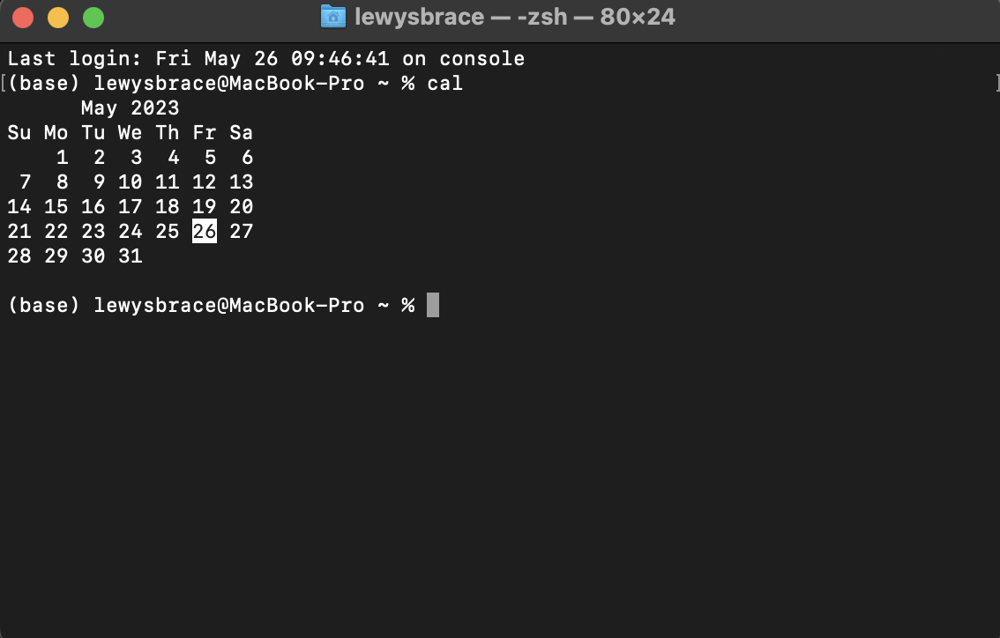 lewysbrace — -zsh — 80×24
Last login: Fri May 26 09:46:41 on console
[(base) lewysbrace@MacBook-Pro ~ % cal ]
      May 2023
Su Mo Tu We Th Fr Sa
    1  2  3  4  5  6
 7  8  9 10 11 12 13
14 15 16 17 18 19 20
21 22 23 24 25 26 27
28 29 30 31
(base) lewysbrace@MacBook-Pro ~ %